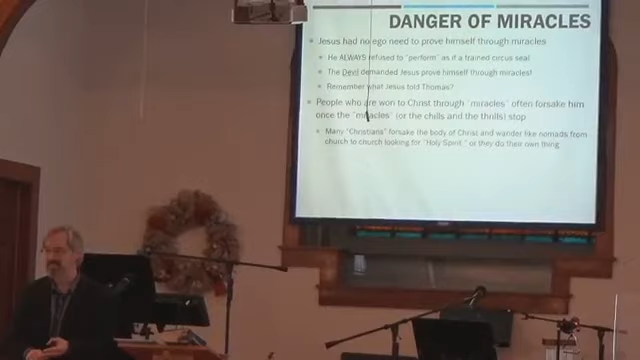 DANGER OF MIRACLES
Jesus had no ego need to prove himself through miracles
He ALWAYS refused to "perform" as if a trained circus seal
The Devil demanded Jesus prove himself through miracles!
Remember what Jesus told Thomas?
People who are won to Christ through "miracles" often forsake him
once the "miracles" (or the chills and the thrills) stop
Many "Christians" forsake the body of Christ and wander like nomads from
church to church looking for "Holy Spirit," or they do their own thing